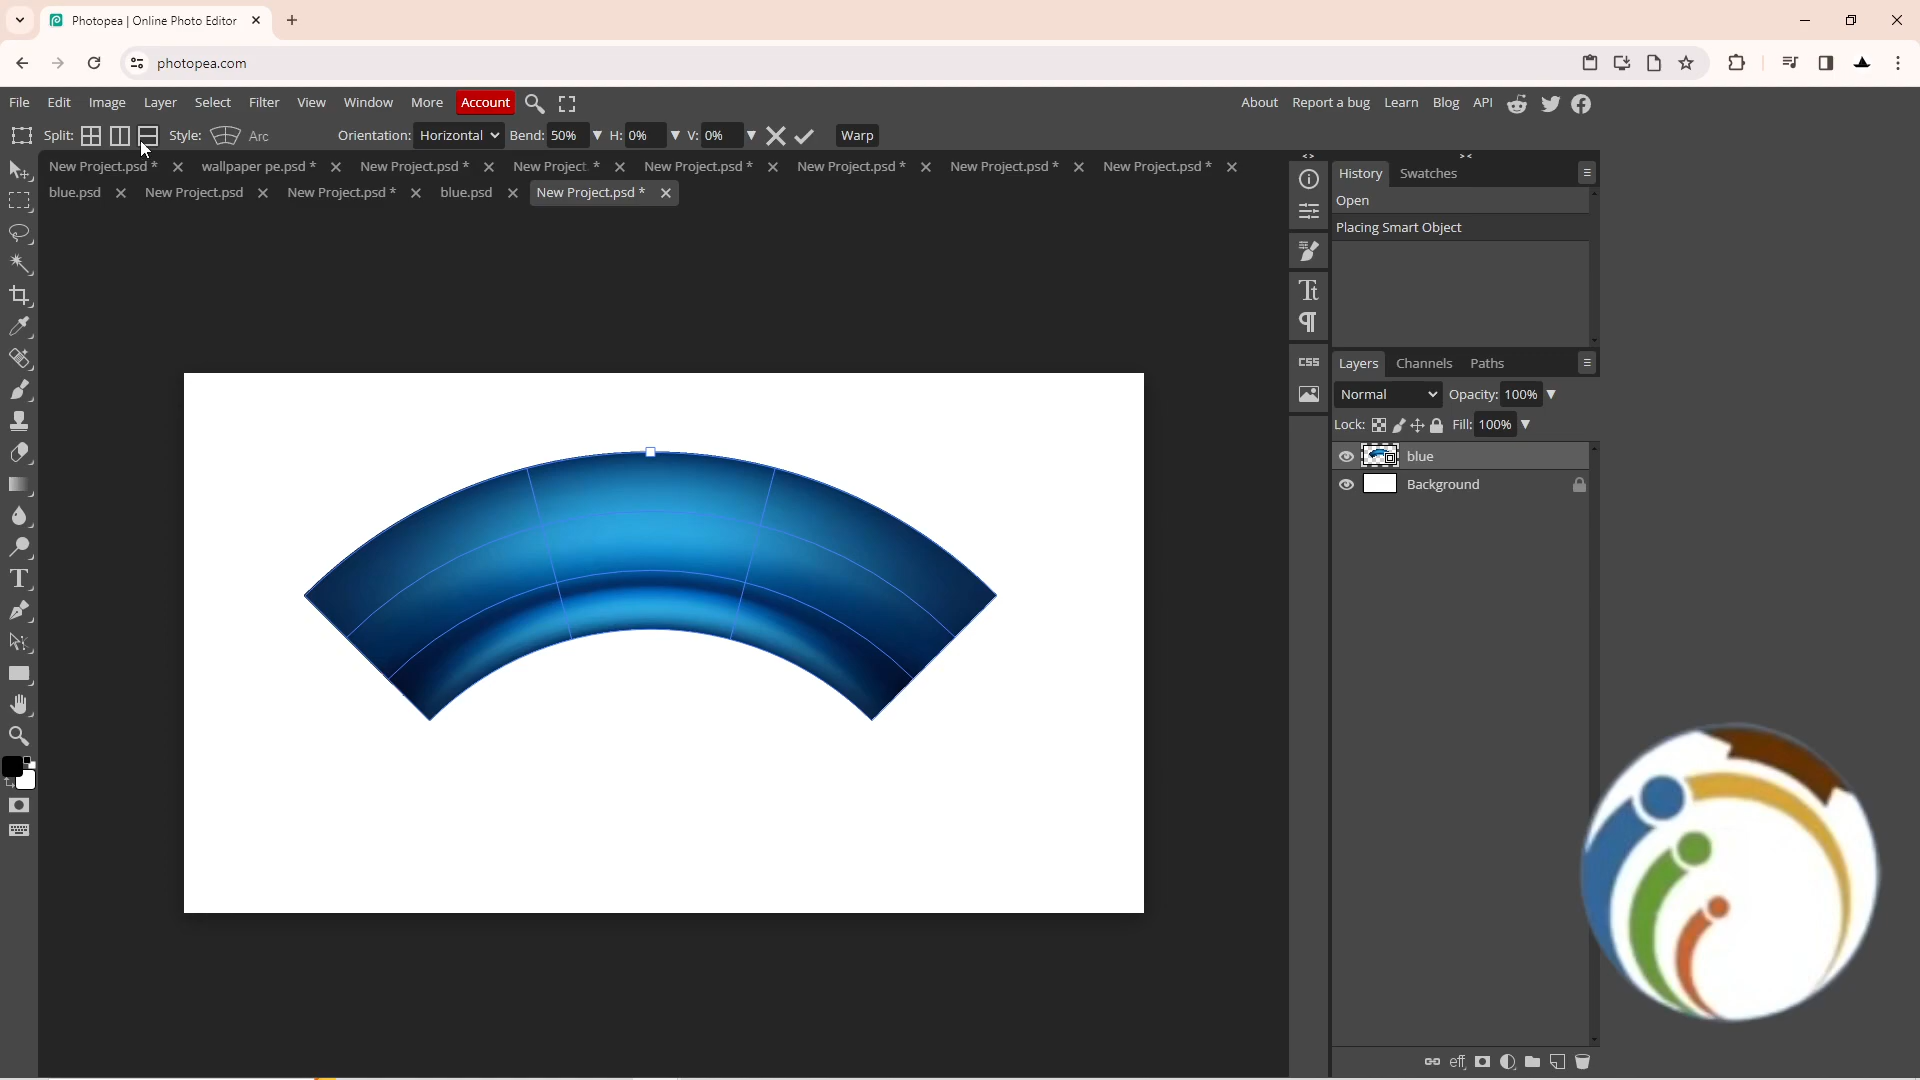 Photopea | Online Photo Editor
photopea.com
File Edit Image Layer Select Filter View Window More Account About Report a bug Learn Blog API
Split: Style: Arc Orientation: Horizontal Bend: 50% H: 0% V: 0% Warp
New Project.psd * wallpaper pe.psd * New Project.psd * New Project. * New Project.psd * New Project.psd * New Project.psd * New Project.psd *
blue.psd New Project.psd New Project.psd * blue.psd New Project.psd *
History Swatches
Open
Placing Smart Object
CSS
Layers Channels Paths
Normal Opacity: 100%
Lock: Fill: 100%
blue
Background
eff